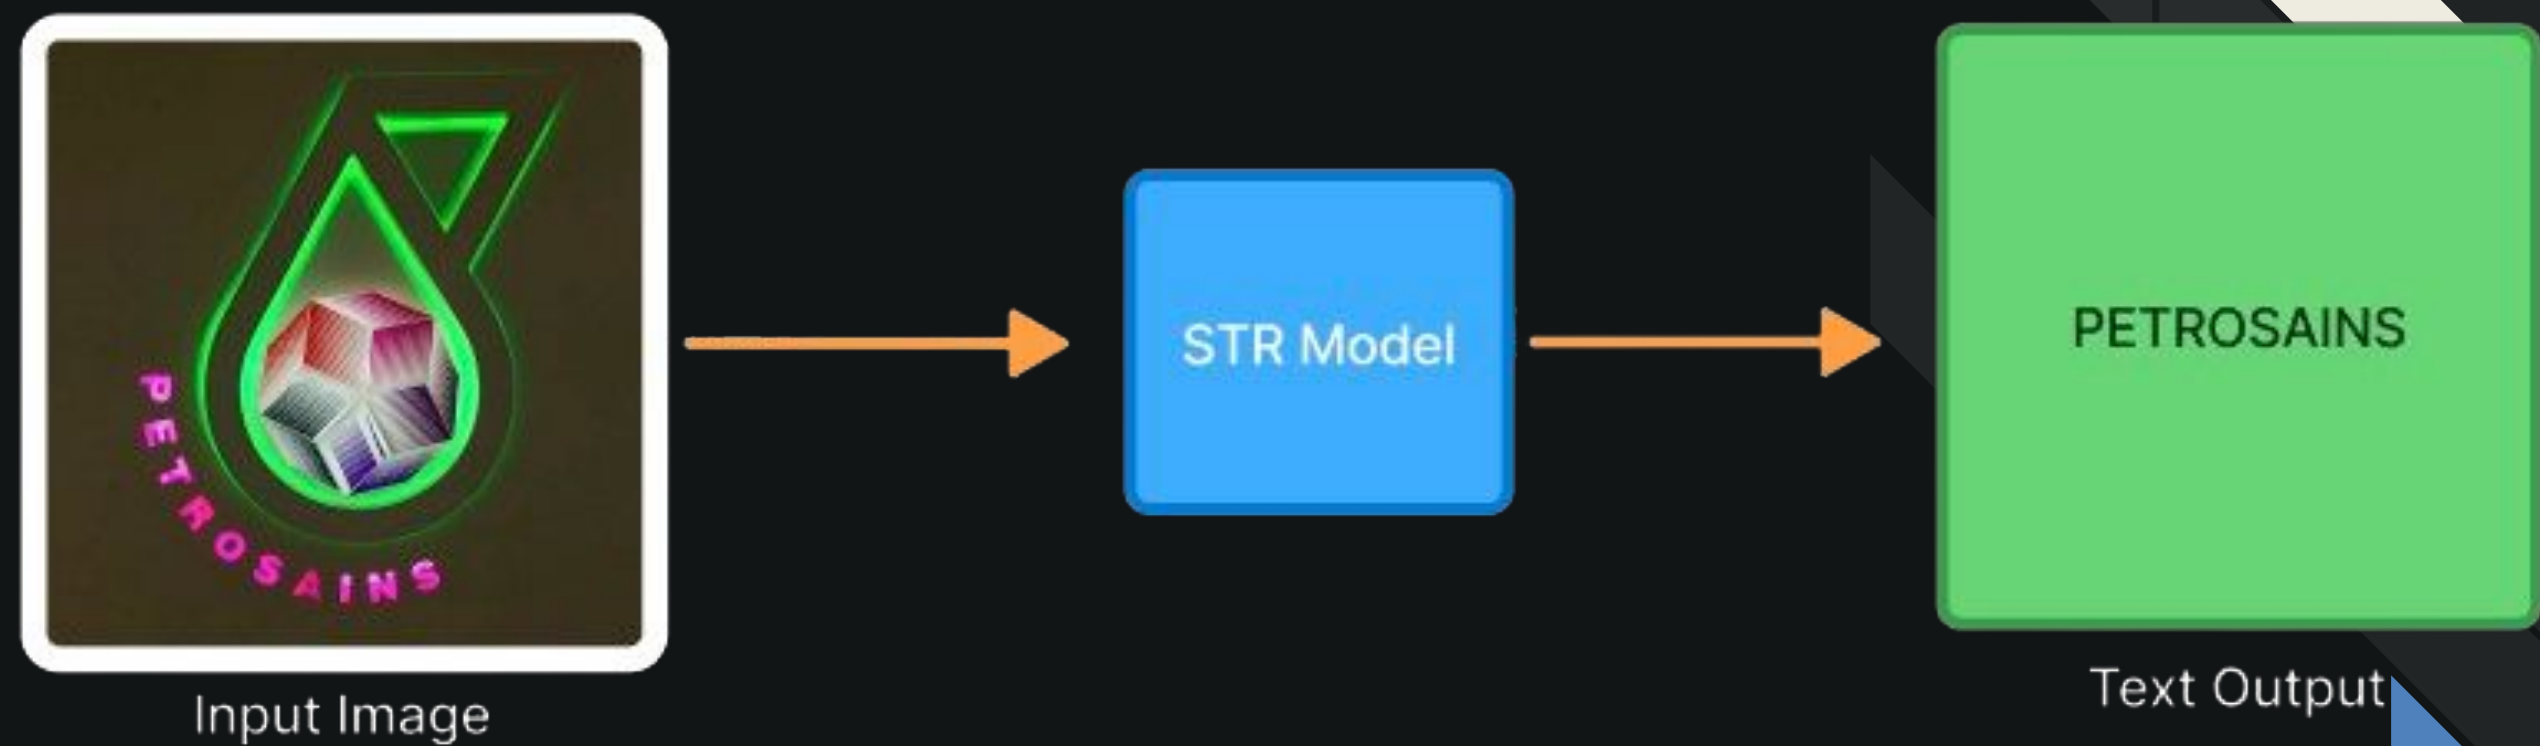 PETROSAINS
Input Image
STR Model
PETROSAINS
Text Output